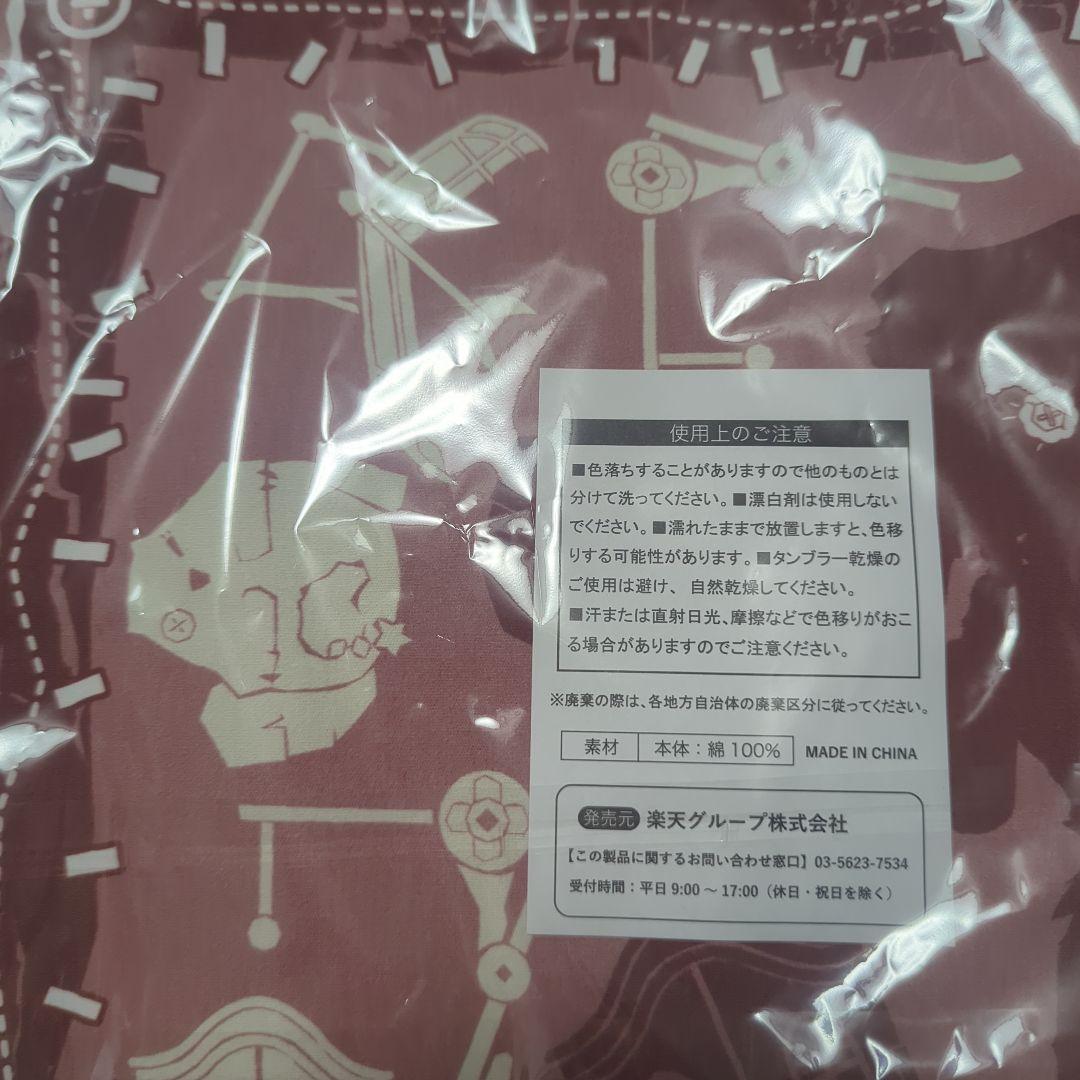 使用上のご注意
■色落ちすることがありますので他のものとは
分けて洗ってください。■漂白剤は使用しない
でください。■濡れたままで放置しますと、色移
りする可能性があります。■タンブラー乾燥の
ご使用は避け、自然乾燥してください。
■汗または直射日光、摩擦などで色移りがおこ
る場合がありますのでご注意ください。
※廃棄の際は、各地方自治体の廃棄区分に従ってください。
素材 本体：綿100% MADE IN CHINA
発売元 楽天グループ株式会社
【この製品に関するお問い合わせ窓口】03-5623-7534
受付時間：平日 9:00 ～ 17:00（休日・祝日を除く）